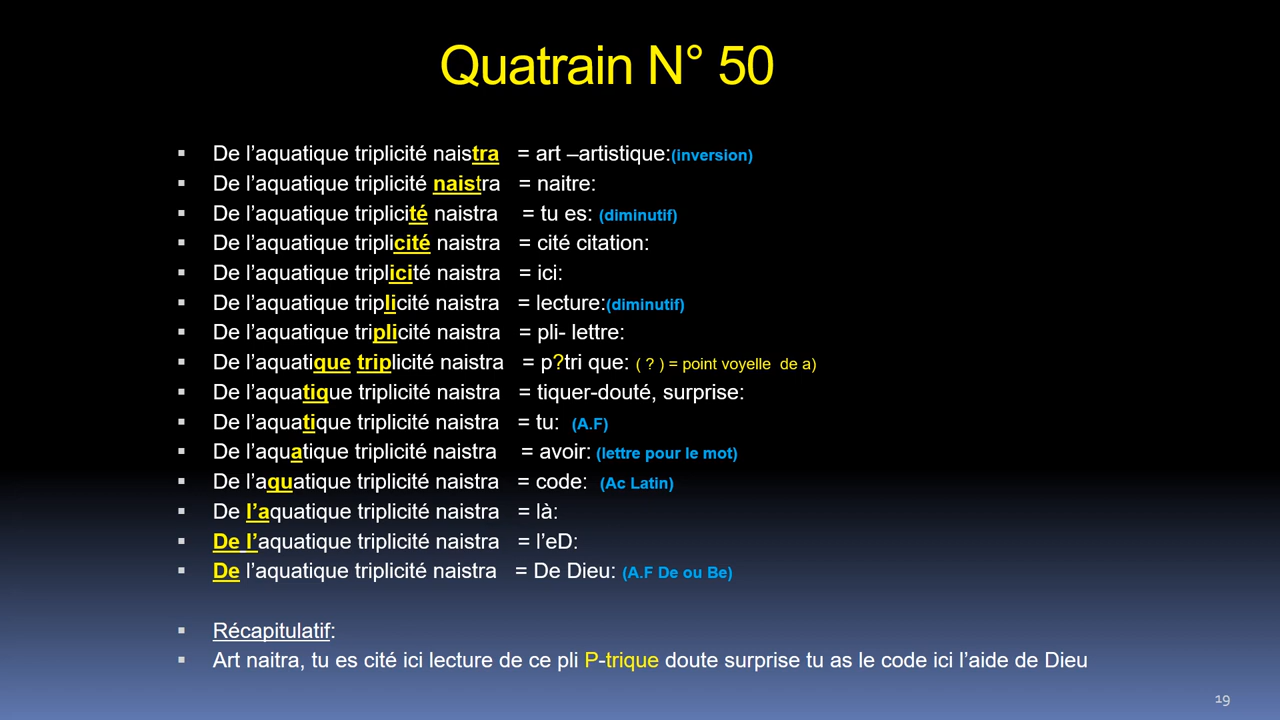 Quatrain N° 50
▪ De l’aquatique triplicité naistra = art –artistique:(inversion)
▪ De l’aquatique triplicité naistra = naitre:
▪ De l’aquatique triplicité naistra = tu es: (diminutif)
▪ De l’aquatique triplicité naistra = cité citation:
▪ De l’aquatique triplicité naistra = ici:
▪ De l’aquatique triplicité naistra = lecture:(diminutif)
▪ De l’aquatique triplicité naistra = pli- lettre:
▪ De l’aquatique triplicité naistra = p?tri que: ( ? ) = point voyelle de a)
▪ De l’aquatique triplicité naistra = tiquer-douté, surprise:
▪ De l’aquatique triplicité naistra = tu: (A.F)
▪ De l’aquatique triplicité naistra = avoir: (lettre pour le mot)
▪ De l’aquatique triplicité naistra = code: (Ac Latin)
▪ De l’aquatique triplicité naistra = là:
▪ De l’aquatique triplicité naistra = l’eD:
▪ De l’aquatique triplicité naistra = De Dieu: (A.F De ou Be)
▪ Récapitulatif:
▪ Art naitra, tu es cité ici lecture de ce pli P-trique doute surprise tu as le code ici l’aide de Dieu
19